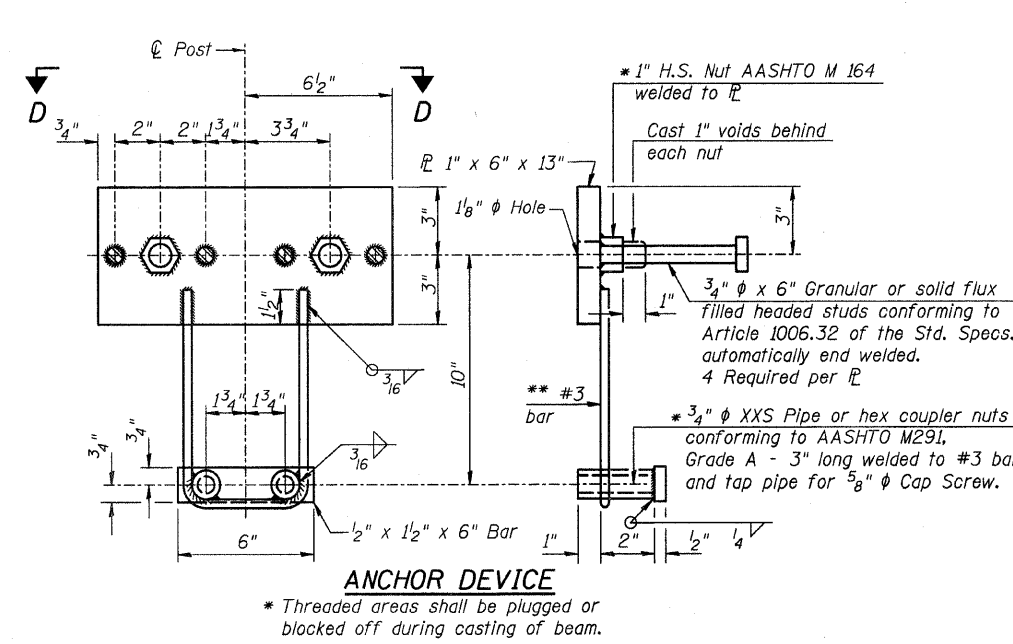 ℄ Post
D
D
6½"
¾"
2"
2"
1¾"
3¾"
3"
3"
1½"
3/16
10"
1¾"
1¾"
¾"
¾"
3/16
½" x 1½" x 6" Bar
6"
* 1" H.S. Nut AASHTO M 164
welded to ℙL
Cast 1" voids behind
each nut
ℙL 1" x 6" x 13"
1⅛" ϕ Hole
3"
1"
¾" ϕ x 6" Granular or solid flux
filled headed studs conforming to
Article 1006.32 of the Std. Specs.
automatically end welded.
4 Required per ℙL
** #3
bar
* ¾" ϕ XXS Pipe or hex coupler nuts
conforming to AASHTO M291,
Grade A - 3" long welded to #3 bar
and tap pipe for ⅝" ϕ Cap Screw.
1"
2"
½"
¼
ANCHOR DEVICE
* Threaded areas shall be plugged or
blocked off during casting of beam.